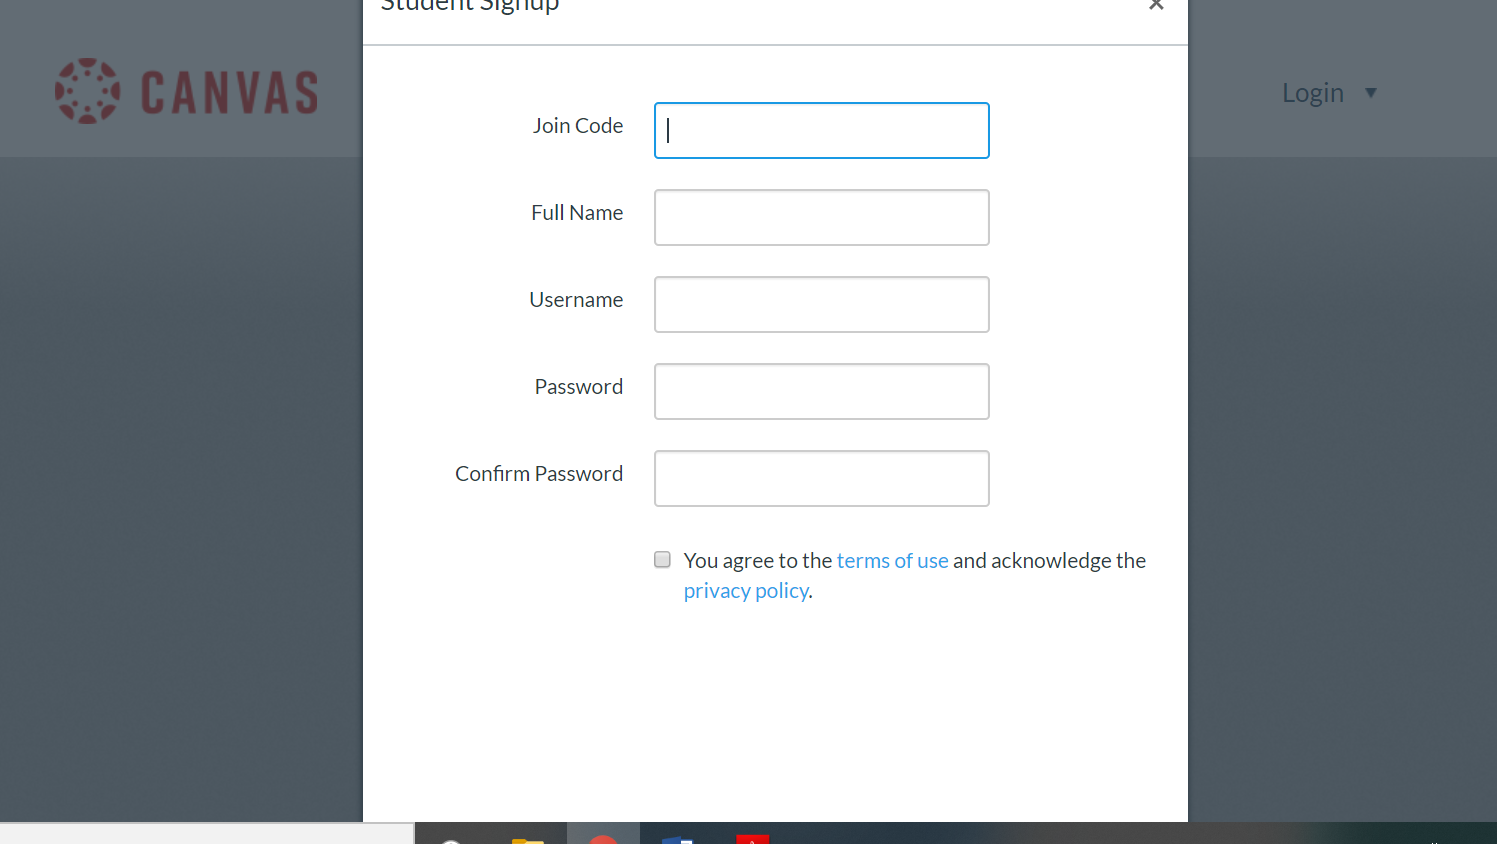 Student Signup
×
CANVAS
Login ▼
Join Code
Full Name
Username
Password
Confirm Password
You agree to the terms of use and acknowledge the
privacy policy.